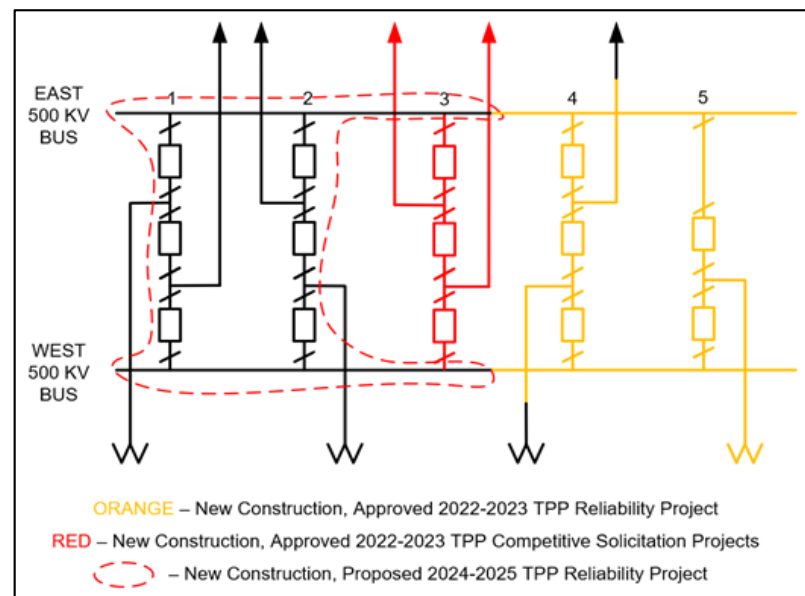 EAST
500 KV
BUS
1 2 3 4 5
WEST
500 KV
BUS
ORANGE – New Construction, Approved 2022-2023 TPP Reliability Project
RED – New Construction, Approved 2022-2023 TPP Competitive Solicitation Projects
– New Construction, Proposed 2024-2025 TPP Reliability Project